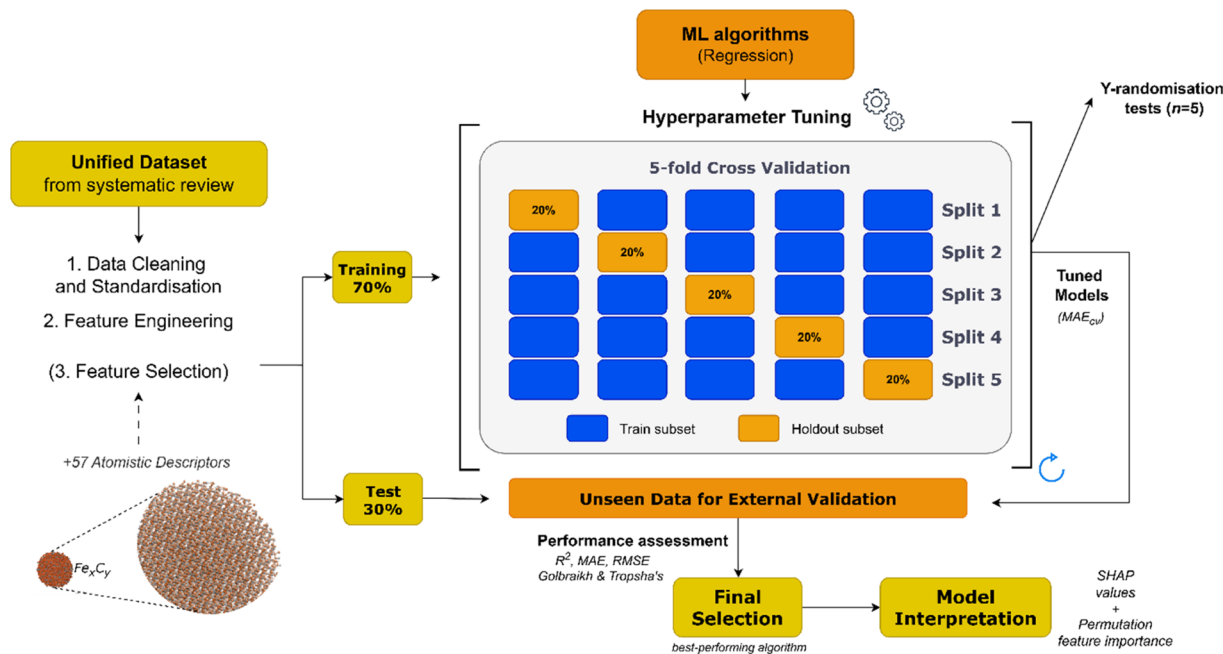 ML algorithms
(Regression)
Hyperparameter Tuning
Y-randomisation
tests (n=5)
Unified Dataset
from systematic review
1. Data Cleaning
and Standardisation
2. Feature Engineering
(3. Feature Selection)
+57 Atomistic Descriptors
FexCy
Training
70%
Test
30%
5-fold Cross Validation
20%
Split 1
20%
Split 2
20%
Split 3
20%
Split 4
20%
Split 5
Train subset
Holdout subset
Tuned
Models
(MAEcv)
Unseen Data for External Validation
Performance assessment
R², MAE, RMSE
Golbraikh & Tropsha's
Final
Selection
best-performing algorithm
Model
Interpretation
SHAP
values
+
Permutation
feature importance